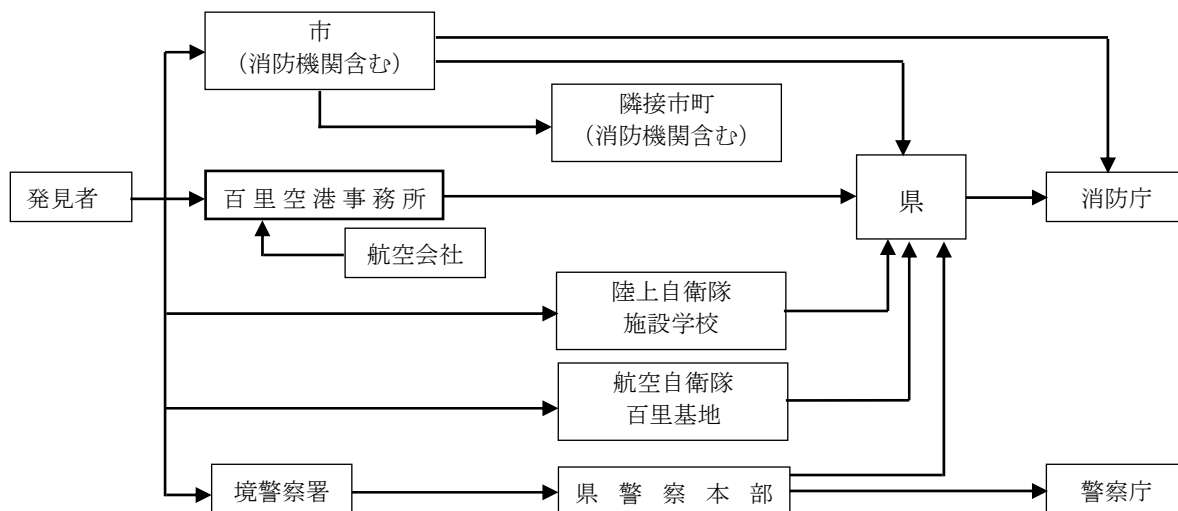 市
（消防機関含む）
隣接市町
（消防機関含む）
発見者
百里空港事務所
県
消防庁
航空会社
陸上自衛隊
施設学校
航空自衛隊
百里基地
境警察署
県警察本部
警察庁